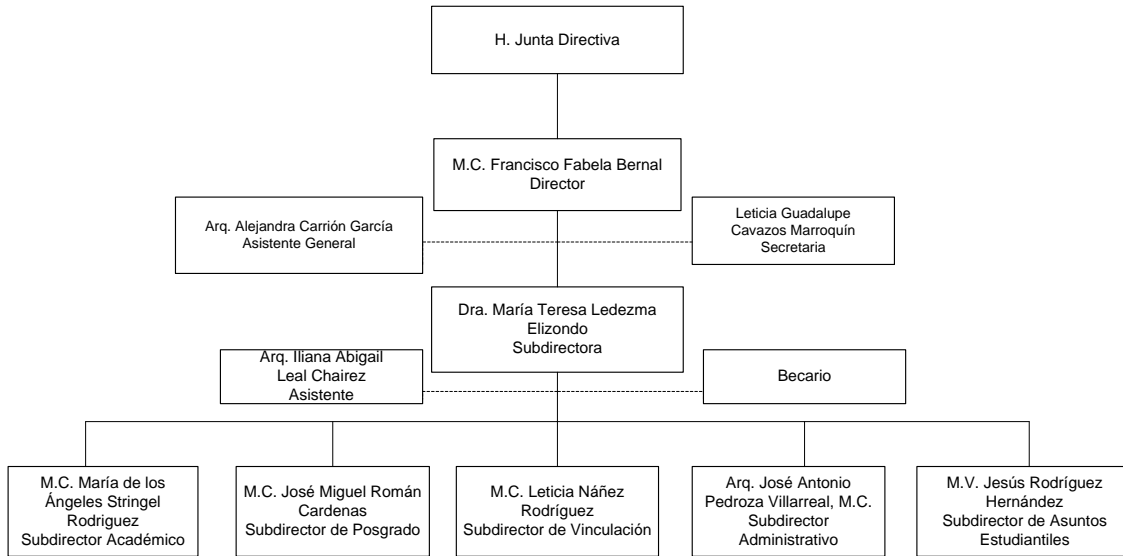 H. Junta Directiva
M.C. Francisco Fabela Bernal
Director
Arq. Alejandra Carrión García
Asistente General
Leticia Guadalupe
Cavazos Marroquín
Secretaria
Dra. María Teresa Ledezma
Elizondo
Subdirectora
Arq. Iliana Abigail
Leal Chairez
Asistente
Becario
M.C. María de los
Ángeles Stringel
Rodriguez
Subdirector Académico
M.C. José Miguel Román
Cardenas
Subdirector de Posgrado
M.C. Leticia Náñez
Rodríguez
Subdirector de Vinculación
Arq. José Antonio
Pedroza Villarreal, M.C.
Subdirector
Administrativo
M.V. Jesús Rodríguez
Hernández
Subdirector de Asuntos
Estudiantiles